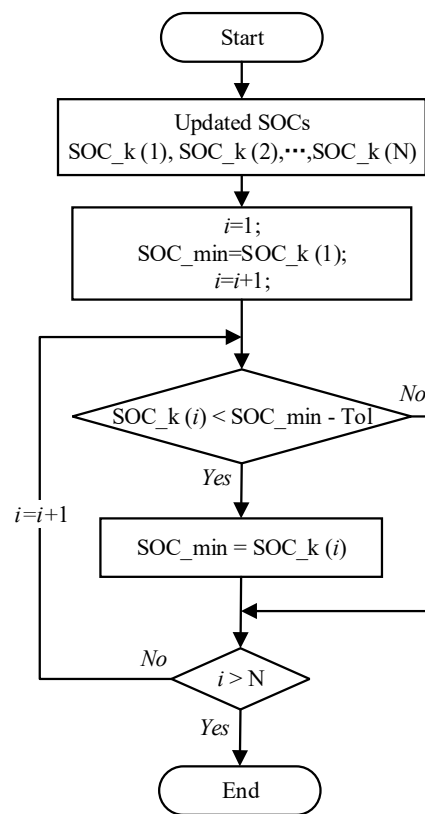 Start
Updated SOCs
SOC_k (1), SOC_k (2),···,SOC_k (N)
i=1;
SOC_min=SOC_k (1);
i=i+1;
SOC_k (i) < SOC_min - Tol
No
Yes
i=i+1
SOC_min = SOC_k (i)
No
i > N
Yes
End